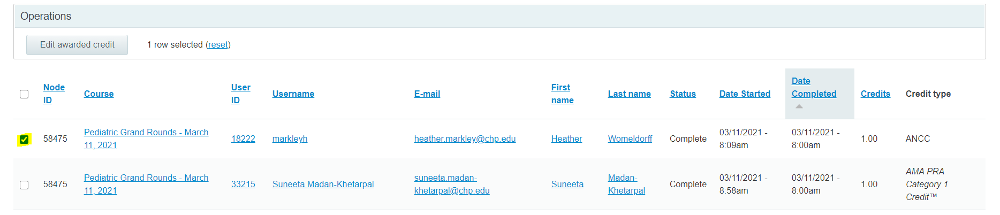 Operations
Edit awarded credit 1 row selected (reset)
Node ID Course User ID Username E-mail First name Last name Status Date Started Date Completed Credits Credit type
58475 Pediatric Grand Rounds - March 11, 2021 18222 markleyh heather.markley@chp.edu Heather Womeldorff Complete 03/11/2021 - 8:09am 03/11/2021 - 8:00am 1.00 ANCC
58475 Pediatric Grand Rounds - March 11, 2021 33215 Suneeta Madan-Khetarpal suneeta.madan-khetarpal@chp.edu Suneeta Madan-Khetarpal Complete 03/11/2021 - 8:58am 03/11/2021 - 8:00am 1.00 AMA PRA Category 1 Credit™